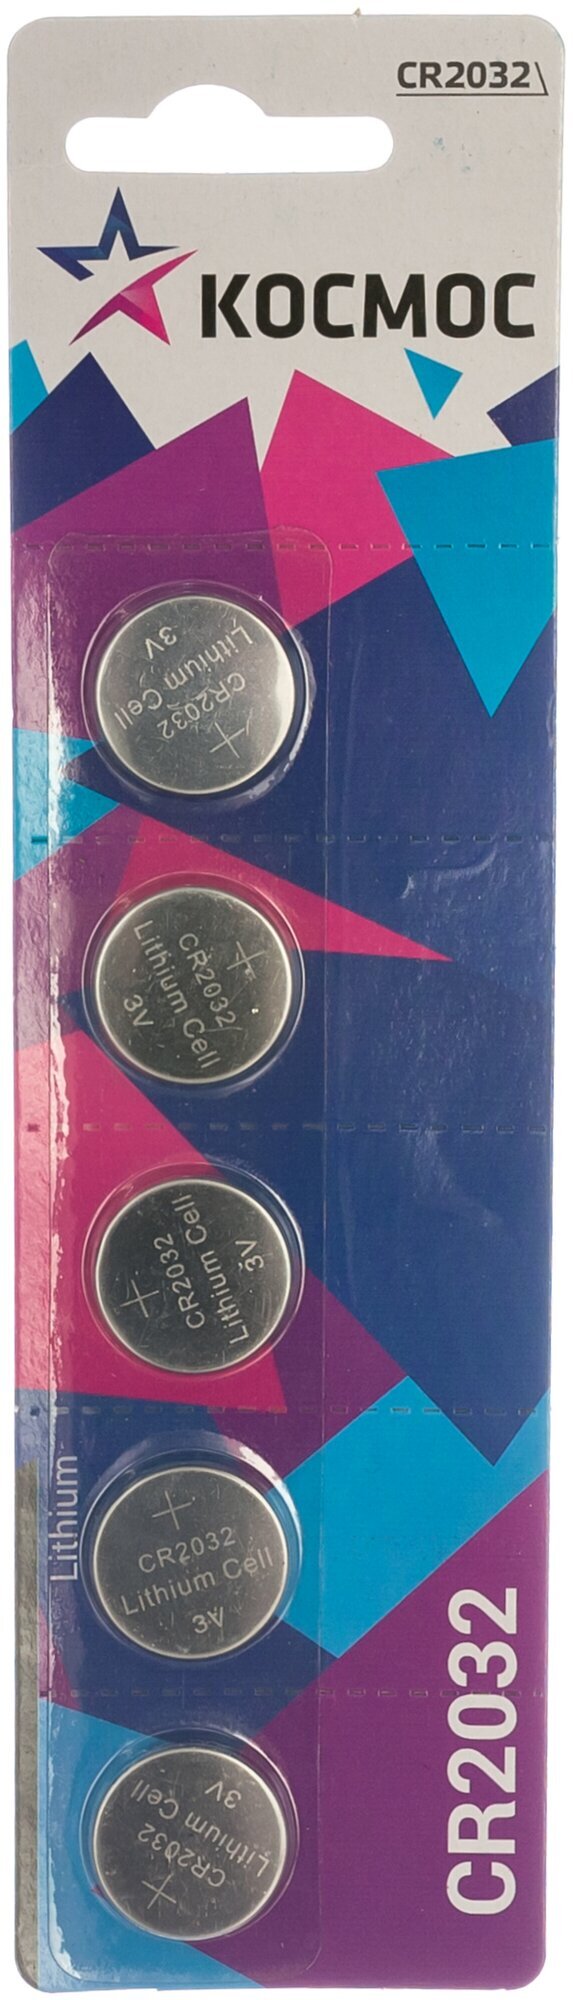 CR2032
КОСМОС
3V
Lithium Cell
CR2032
+
+
CR2032
Lithium Cell
3V
+
CR2032
Lithium Cell
3V
Lithium
+
CR2032
Lithium Cell
3V
CR2032
3V
Lithium Cell
CR2032
+